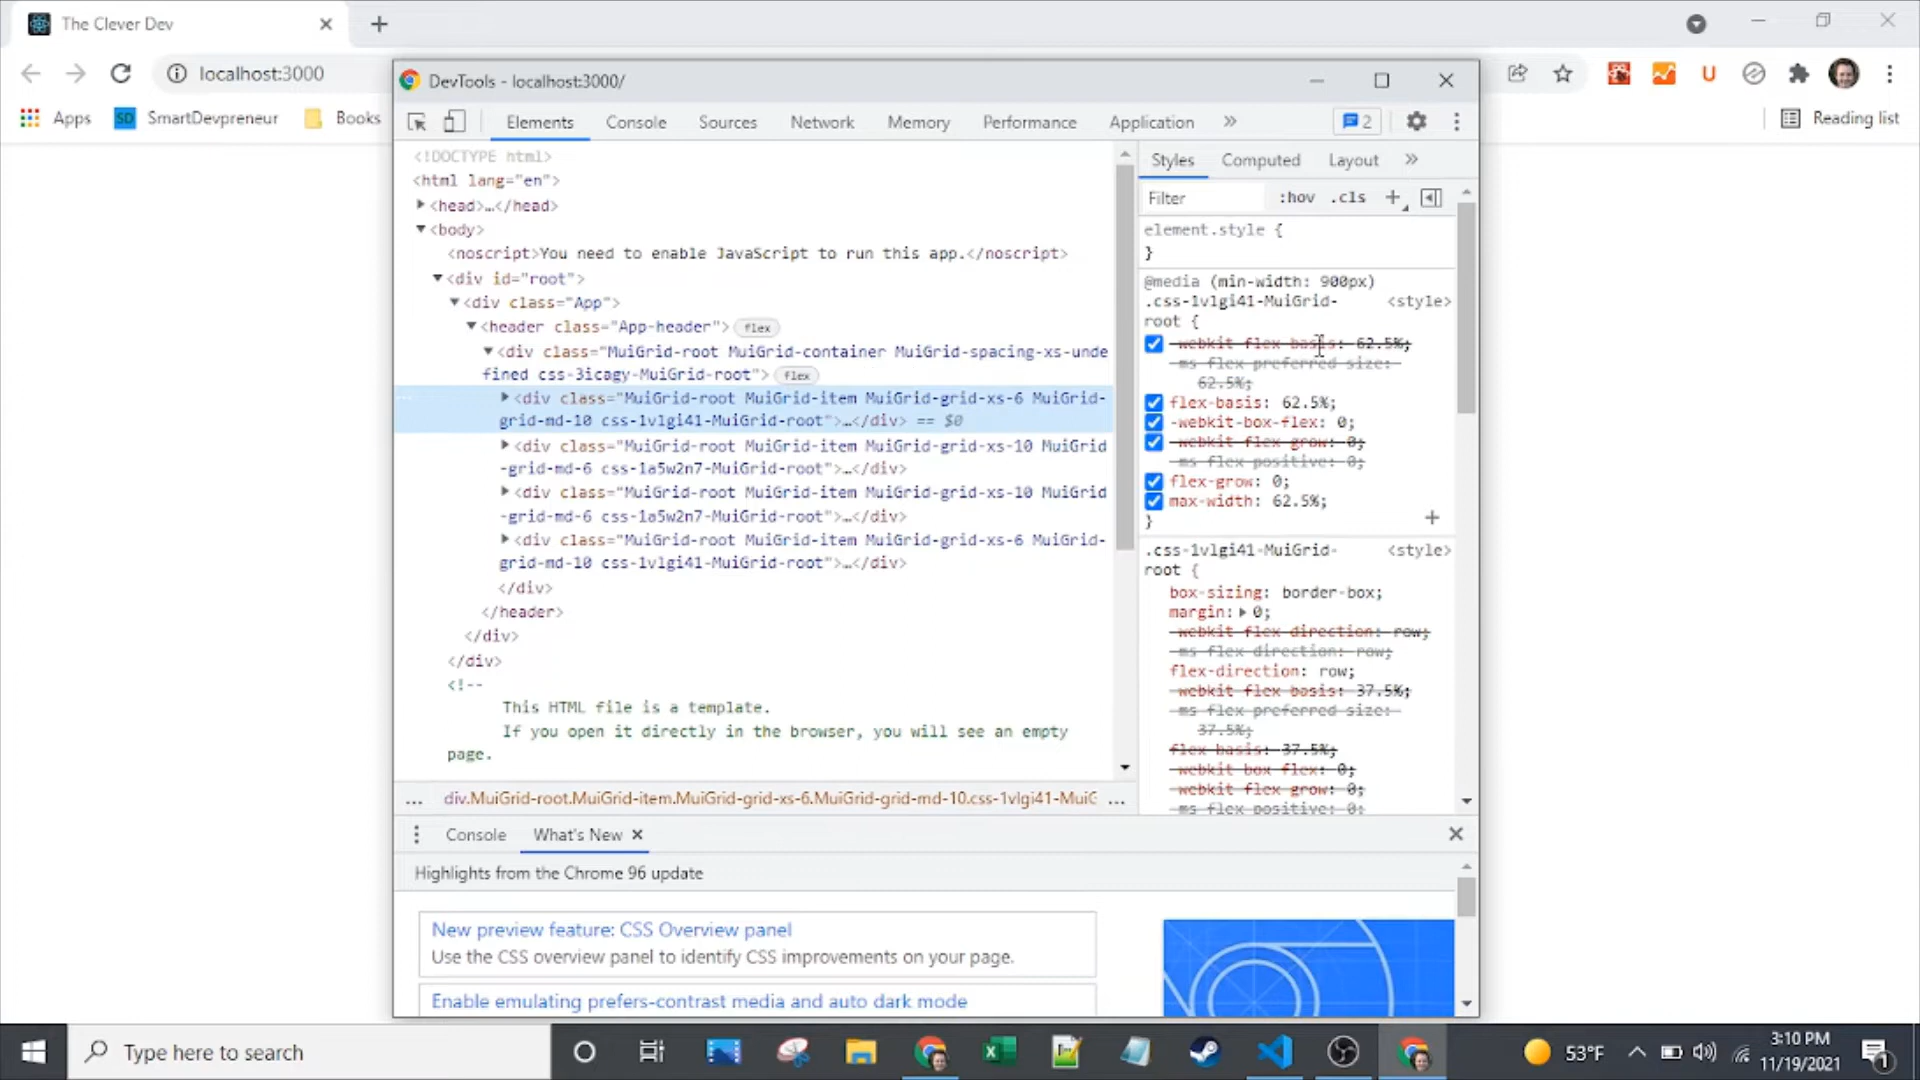 The Clever Dev
localhost:3000
Apps
SmartDevpreneur
Books
Reading list
DevTools - localhost:3000/
Elements Console Sources Network Memory Performance Application » 2
<!DOCTYPE html>
<html lang="en">
<head>…</head>
<body>
<noscript>You need to enable JavaScript to run this app.</noscript>
<div id="root">
<div class="App">
<header class="App-header"> flex
<div class="MuiGrid-root MuiGrid-container MuiGrid-spacing-xs-unde
fined css-3icagy-MuiGrid-root"> flex
<div class="MuiGrid-root MuiGrid-item MuiGrid-grid-xs-6 MuiGrid-
grid-md-10 css-1vlgi41-MuiGrid-root">…</div> == $0
<div class="MuiGrid-root MuiGrid-item MuiGrid-grid-xs-10 MuiGrid
-grid-md-6 css-1a5w2n7-MuiGrid-root">…</div>
<div class="MuiGrid-root MuiGrid-item MuiGrid-grid-xs-10 MuiGrid
-grid-md-6 css-1a5w2n7-MuiGrid-root">…</div>
<div class="MuiGrid-root MuiGrid-item MuiGrid-grid-xs-6 MuiGrid-
grid-md-10 css-1vlgi41-MuiGrid-root">…</div>
</div>
</header>
</div>
</div>
<!--
This HTML file is a template.
If you open it directly in the browser, you will see an empty
page.
... div.MuiGrid-root.MuiGrid-item.MuiGrid-grid-xs-6.MuiGrid-grid-md-10.css-1vlgi41-MuiG ...
Styles Computed Layout »
Filter :hov .cls +
element.style {
}
@media (min-width: 900px)
.css-1vlgi41-MuiGrid- <style>
root {
-webkit-flex-basis: 62.5%;
-ms-flex-preferred-size:
62.5%;
flex-basis: 62.5%;
-webkit-box-flex: 0;
-webkit-flex-grow: 0;
-ms-flex-positive: 0;
flex-grow: 0;
max-width: 62.5%;
}
.css-1vlgi41-MuiGrid- <style>
root {
box-sizing: border-box;
margin: 0;
-webkit-flex-direction: row;
-ms-flex-direction: row;
flex-direction: row;
-webkit-flex-basis: 37.5%;
-ms-flex-preferred-size:
37.5%;
flex-basis: 37.5%;
-webkit-box-flex: 0;
-webkit-flex-grow: 0;
-ms-flex-positive: 0;
Console What's New
Highlights from the Chrome 96 update
New preview feature: CSS Overview panel
Use the CSS overview panel to identify CSS improvements on your page.
Enable emulating prefers-contrast media and auto dark mode
Type here to search
53°F
3:10 PM
11/19/2021
1